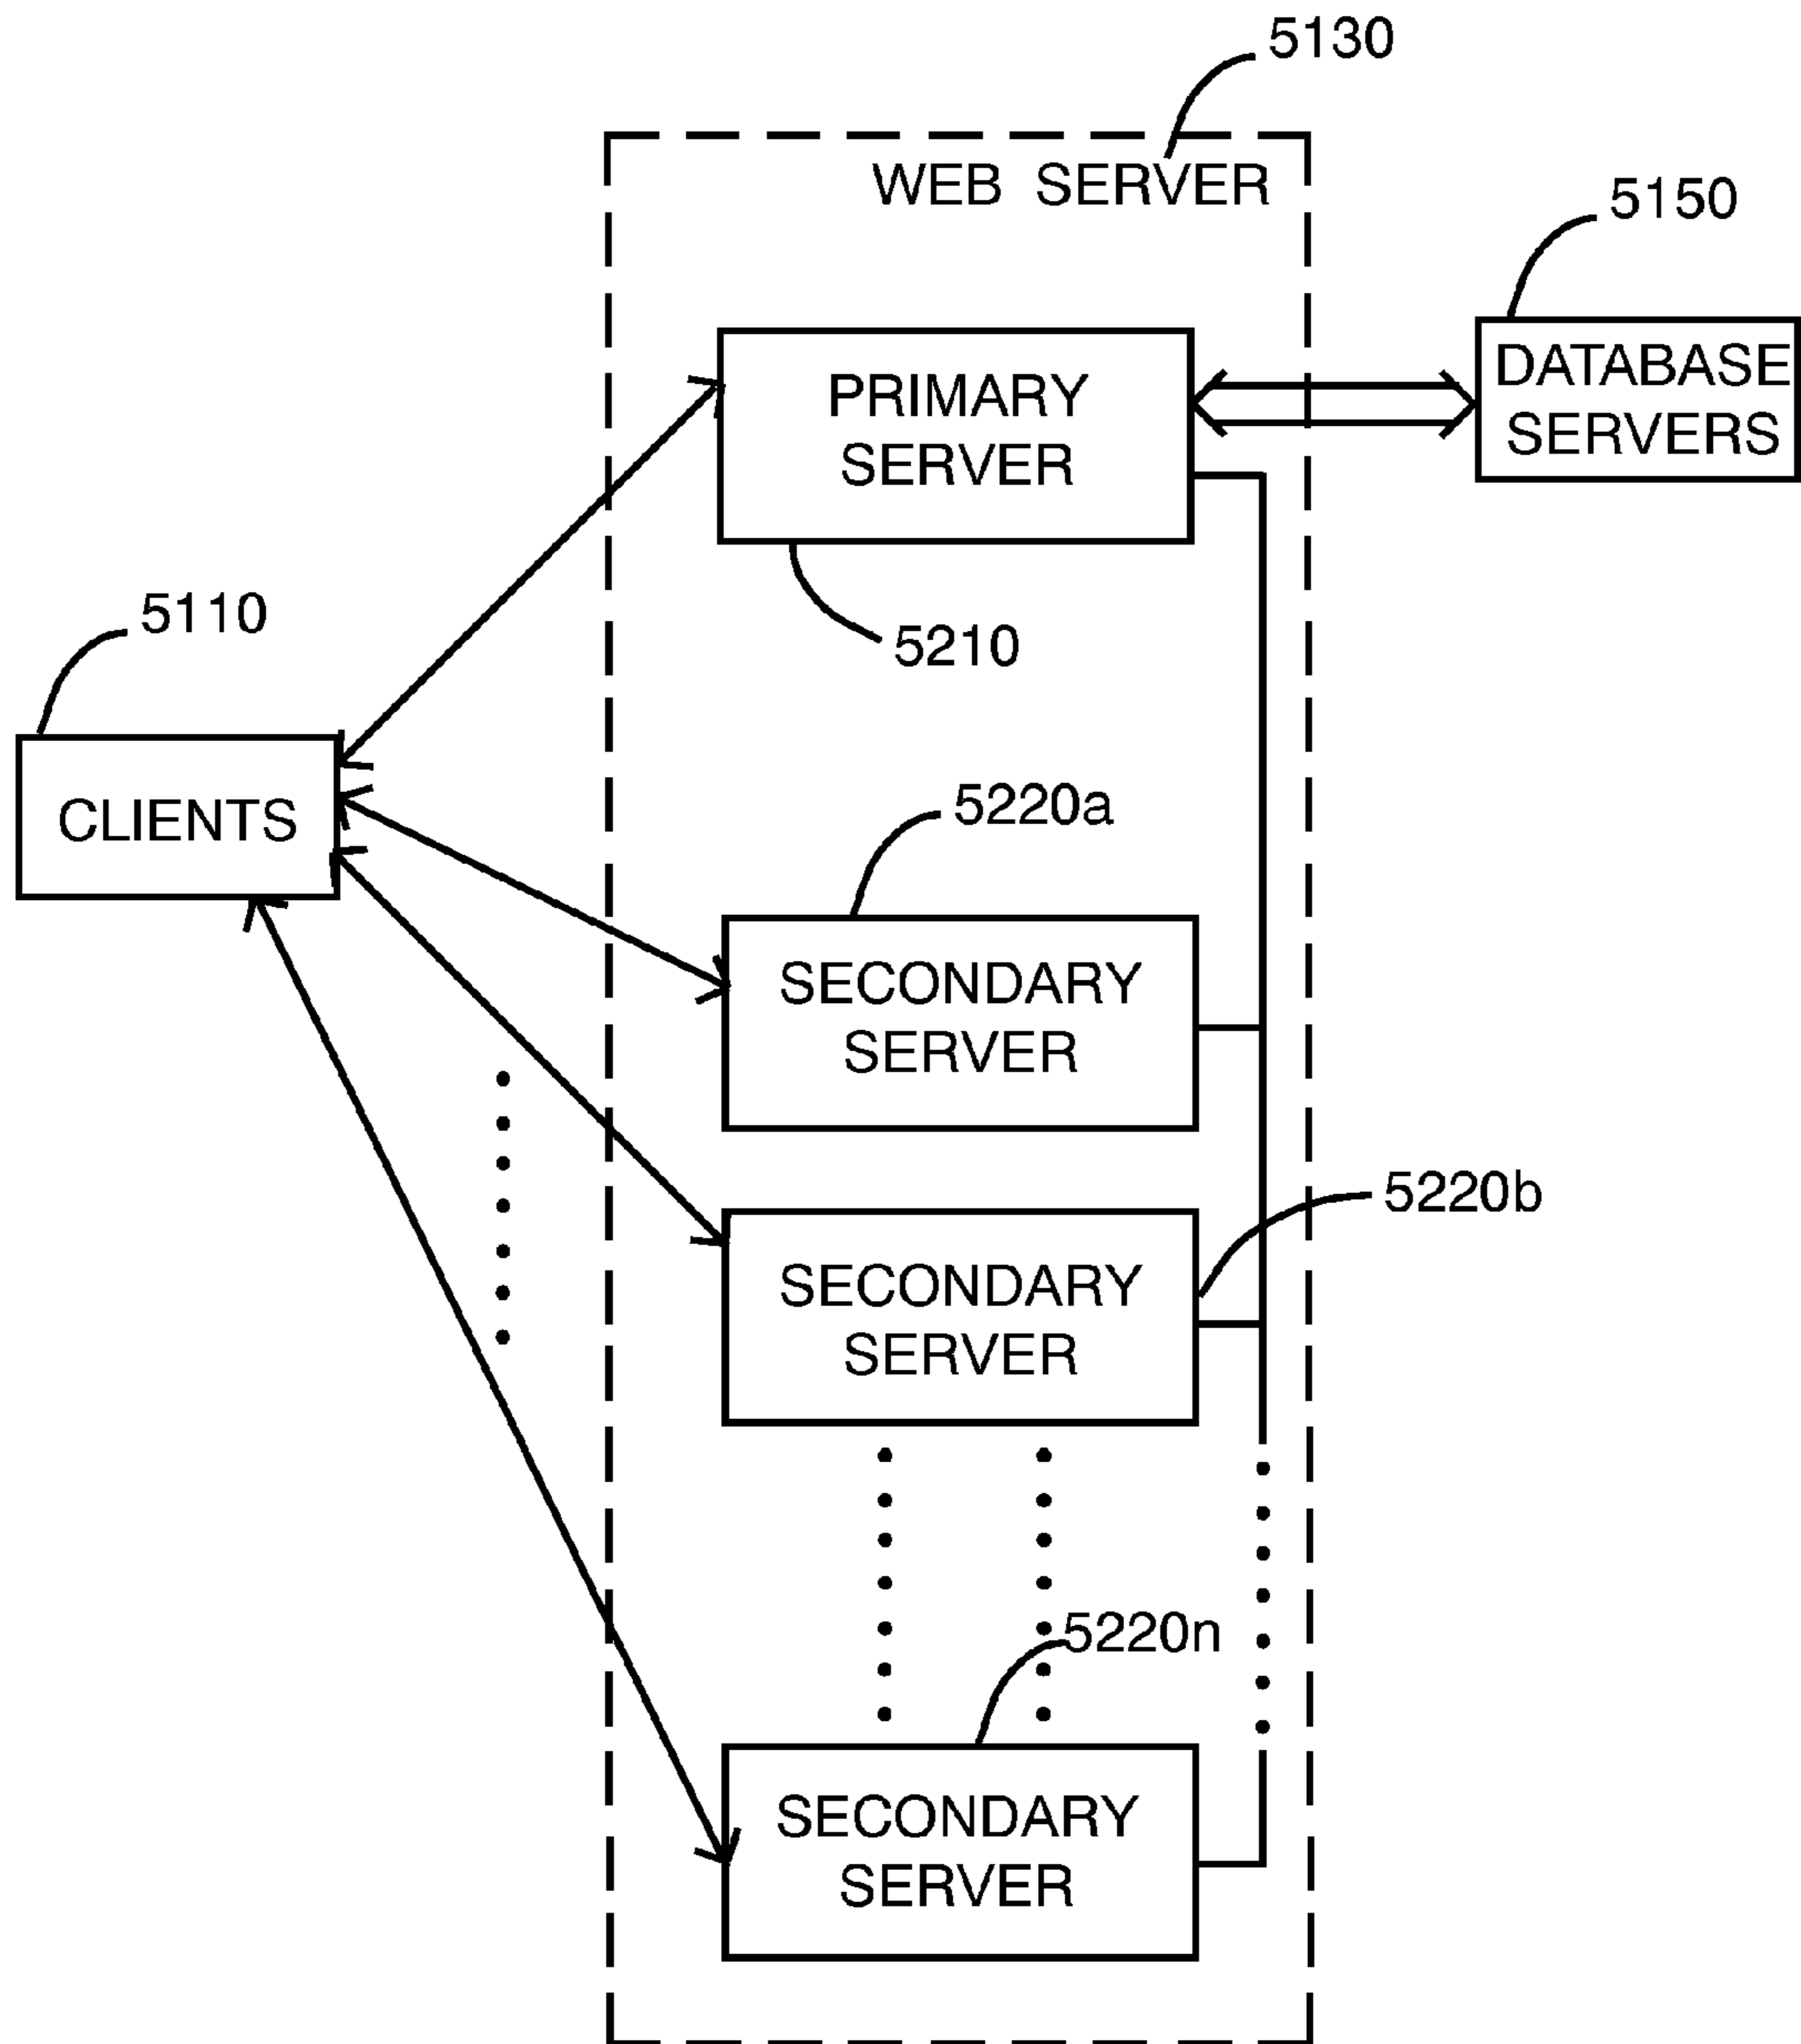 5130
WEB SERVER
5150
PRIMARY
SERVER
DATABASE
SERVERS
5110
5210
CLIENTS
5220a
SECONDARY
SERVER
5220b
SECONDARY
SERVER
5220n
SECONDARY
SERVER